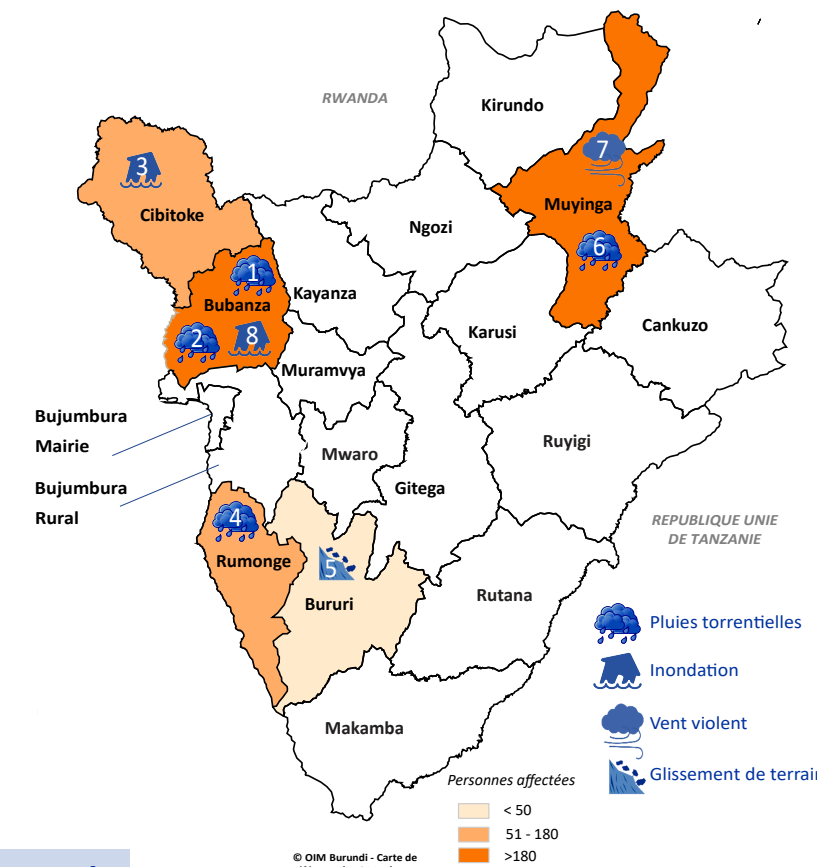 RWANDA
Kirundo
7
3
Muyinga
Cibitoke
Ngozi
6
1
Kayanza
Bubanza
Cankuzo
2
8
Karusi
Muramvya
Bujumbura
Mairie
Ruyigi
Mwaro
Bujumbura
Rural
Gitega
4
REPUBLIQUE UNIE
DE TANZANIE
Rumonge
5
Rutana
Bururi
Pluies torrentielles
Inondation
Makamba
Vent violent
Glissement de terrain
Personnes affectées
< 50
51 - 180
>180
© OIM Burundi - Carte de